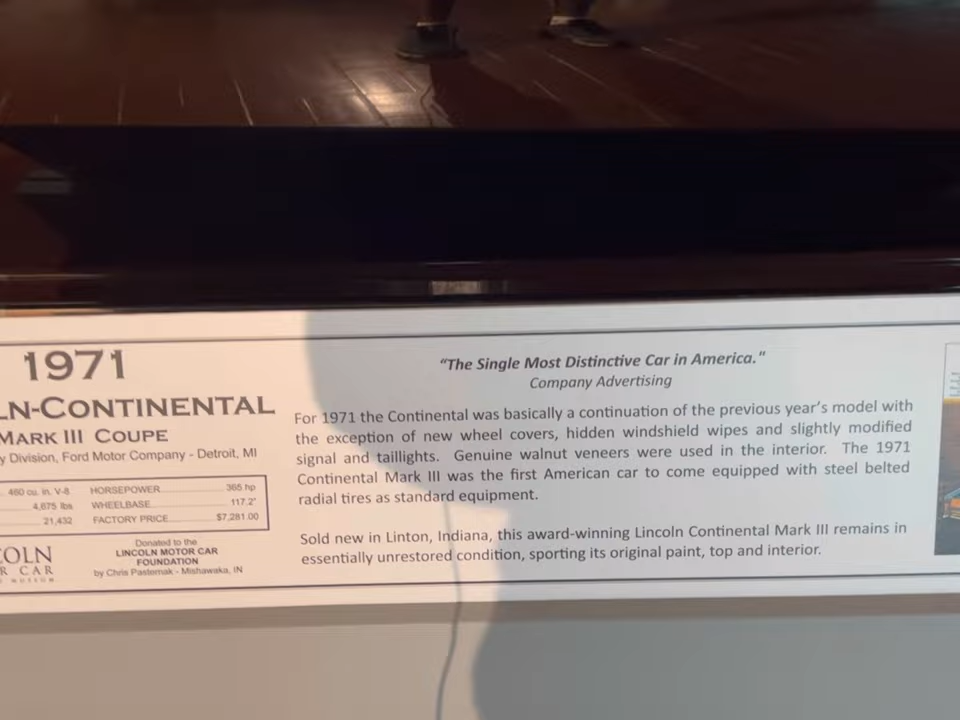 1971
LN-CONTINENTAL
MARK III COUPE
y Division, Ford Motor Company - Detroit, MI
460 cu. in. V-8 HORSEPOWER 365 hp
4,675 lbs WHEELBASE 117.2"
21,432 FACTORY PRICE $7,281.00
COLN
R CAR
Donated to the
LINCOLN MOTOR CAR
FOUNDATION
by Chris Pasternak - Mishawaka, IN
"The Single Most Distinctive Car in America."
Company Advertising
For 1971 the Continental was basically a continuation of the previous year's model with
the exception of new wheel covers, hidden windshield wipes and slightly modified
signal and taillights. Genuine walnut veneers were used in the interior. The 1971
Continental Mark III was the first American car to come equipped with steel belted
radial tires as standard equipment.
Sold new in Linton, Indiana, this award-winning Lincoln Continental Mark III remains in
essentially unrestored condition, sporting its original paint, top and interior.